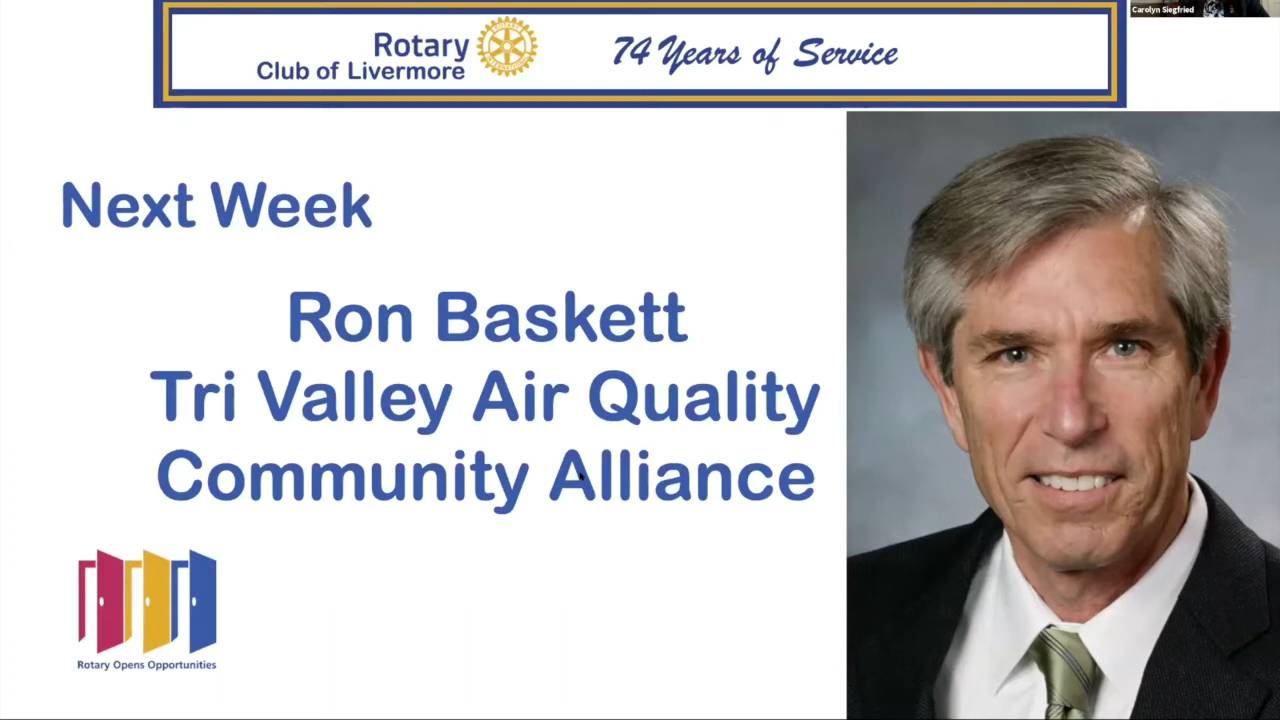 Carolyn Siegfried
Rotary
Club of Livermore
74 Years of Service
Next Week
Ron Baskett
Tri Valley Air Quality
Community Alliance
Rotary Opens Opportunities